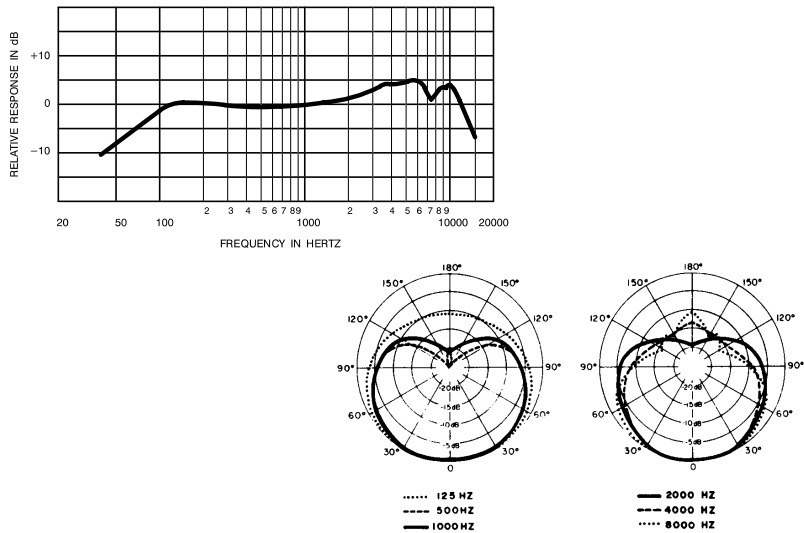 RELATIVE RESPONSE IN dB
+10
0
−10
20 50 100 2 3 4 5 6 7 8 9 1000 2 3 4 5 6 7 8 9 10000 20000
FREQUENCY IN HERTZ
180°
150° 150°
120° 120°
90° 90°
60° 60°
30° 30°
0
-20dB
-15dB
-10dB
-5dB
125 HZ
500HZ
1000HZ
180°
150° 150°
120° 120°
90° 90°
60° 60°
30° 30°
0
-20dB
-15dB
-10dB
-5dB
2000 HZ
4000 HZ
8000 HZ